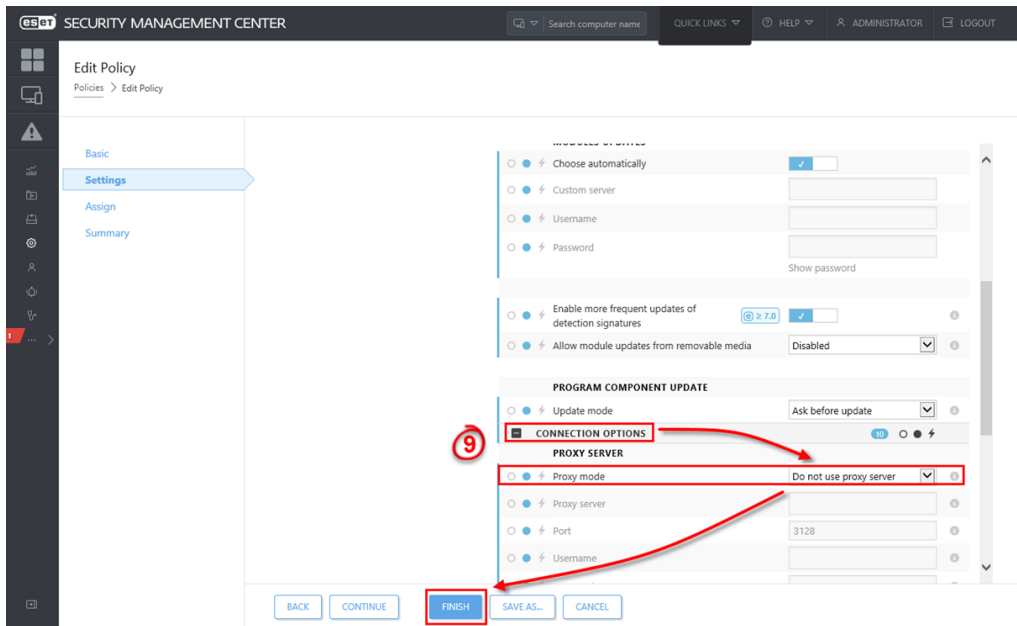 eset SECURITY MANAGEMENT CENTER
Search computer name
QUICK LINKS
HELP
ADMINISTRATOR
LOGOUT
Edit Policy
Policies > Edit Policy
Basic
Settings
Assign
Summary
MODULES UPDATES
Choose automatically
Custom server
Username
Password
Show password
Enable more frequent updates of
detection signatures
≥ 7.0
Allow module updates from removable media Disabled
PROGRAM COMPONENT UPDATE
Update mode Ask before update
9
CONNECTION OPTIONS 10
PROXY SERVER
Proxy mode Do not use proxy server
Proxy server
Port 3128
Username
1 ...
BACK CONTINUE FINISH SAVE AS... CANCEL